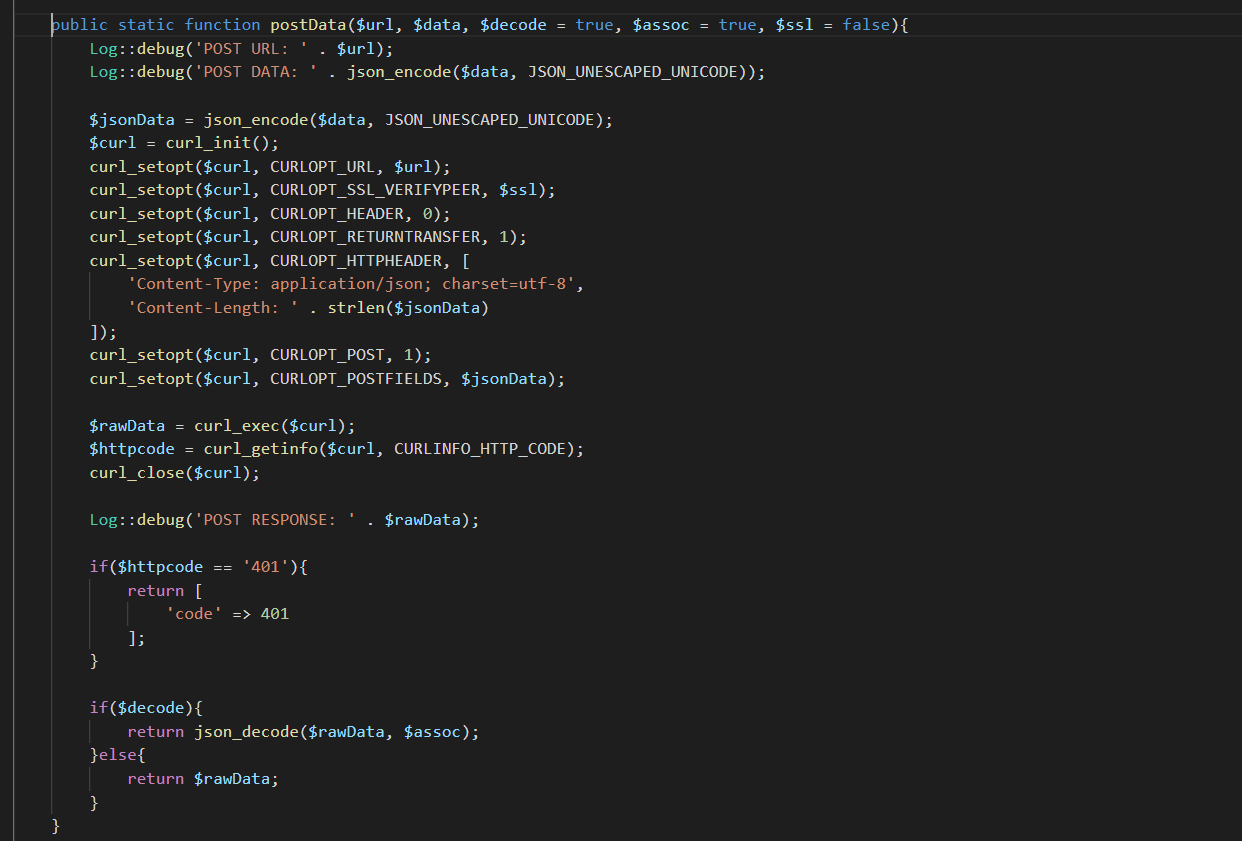 public static function postData($url, $data, $decode = true, $assoc = true, $ssl = false){
Log::debug('POST URL: ' . $url);
Log::debug('POST DATA: ' . json_encode($data, JSON_UNESCAPED_UNICODE));
$jsonData = json_encode($data, JSON_UNESCAPED_UNICODE);
$curl = curl_init();
curl_setopt($curl, CURLOPT_URL, $url);
curl_setopt($curl, CURLOPT_SSL_VERIFYPEER, $ssl);
curl_setopt($curl, CURLOPT_HEADER, 0);
curl_setopt($curl, CURLOPT_RETURNTRANSFER, 1);
curl_setopt($curl, CURLOPT_HTTPHEADER, [
'Content-Type: application/json; charset=utf-8',
'Content-Length: ' . strlen($jsonData)
]);
curl_setopt($curl, CURLOPT_POST, 1);
curl_setopt($curl, CURLOPT_POSTFIELDS, $jsonData);
$rawData = curl_exec($curl);
$httpcode = curl_getinfo($curl, CURLINFO_HTTP_CODE);
curl_close($curl);
Log::debug('POST RESPONSE: ' . $rawData);
if($httpcode == '401'){
return [
'code' => 401
];
}
if($decode){
return json_decode($rawData, $assoc);
}else{
return $rawData;
}
}